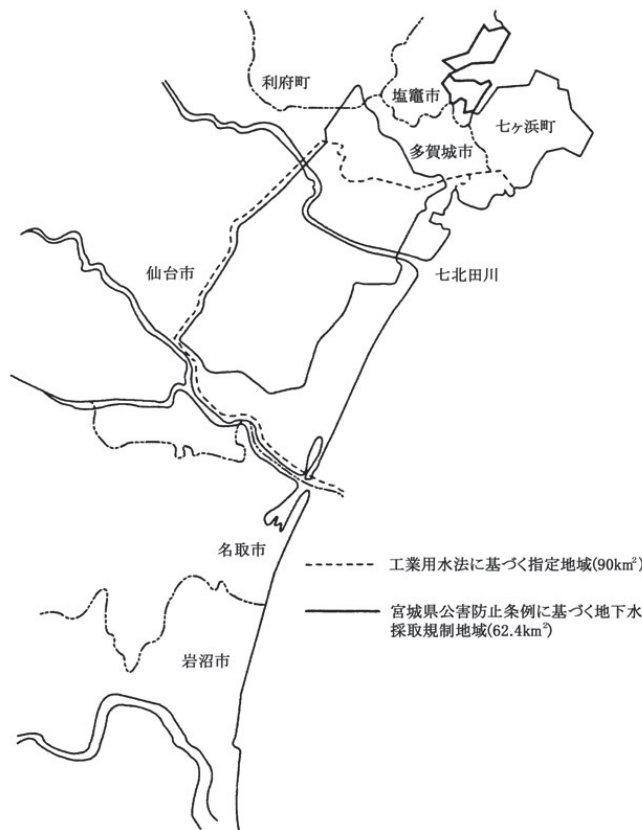 利府町
塩竈市
七ヶ浜町
多賀城市
仙台市
七北田川
名取市
工業用水法に基づく指定地域(90km²)
宮城県公害防止条例に基づく地下水
採取規制地域(62.4km²)
岩沼市